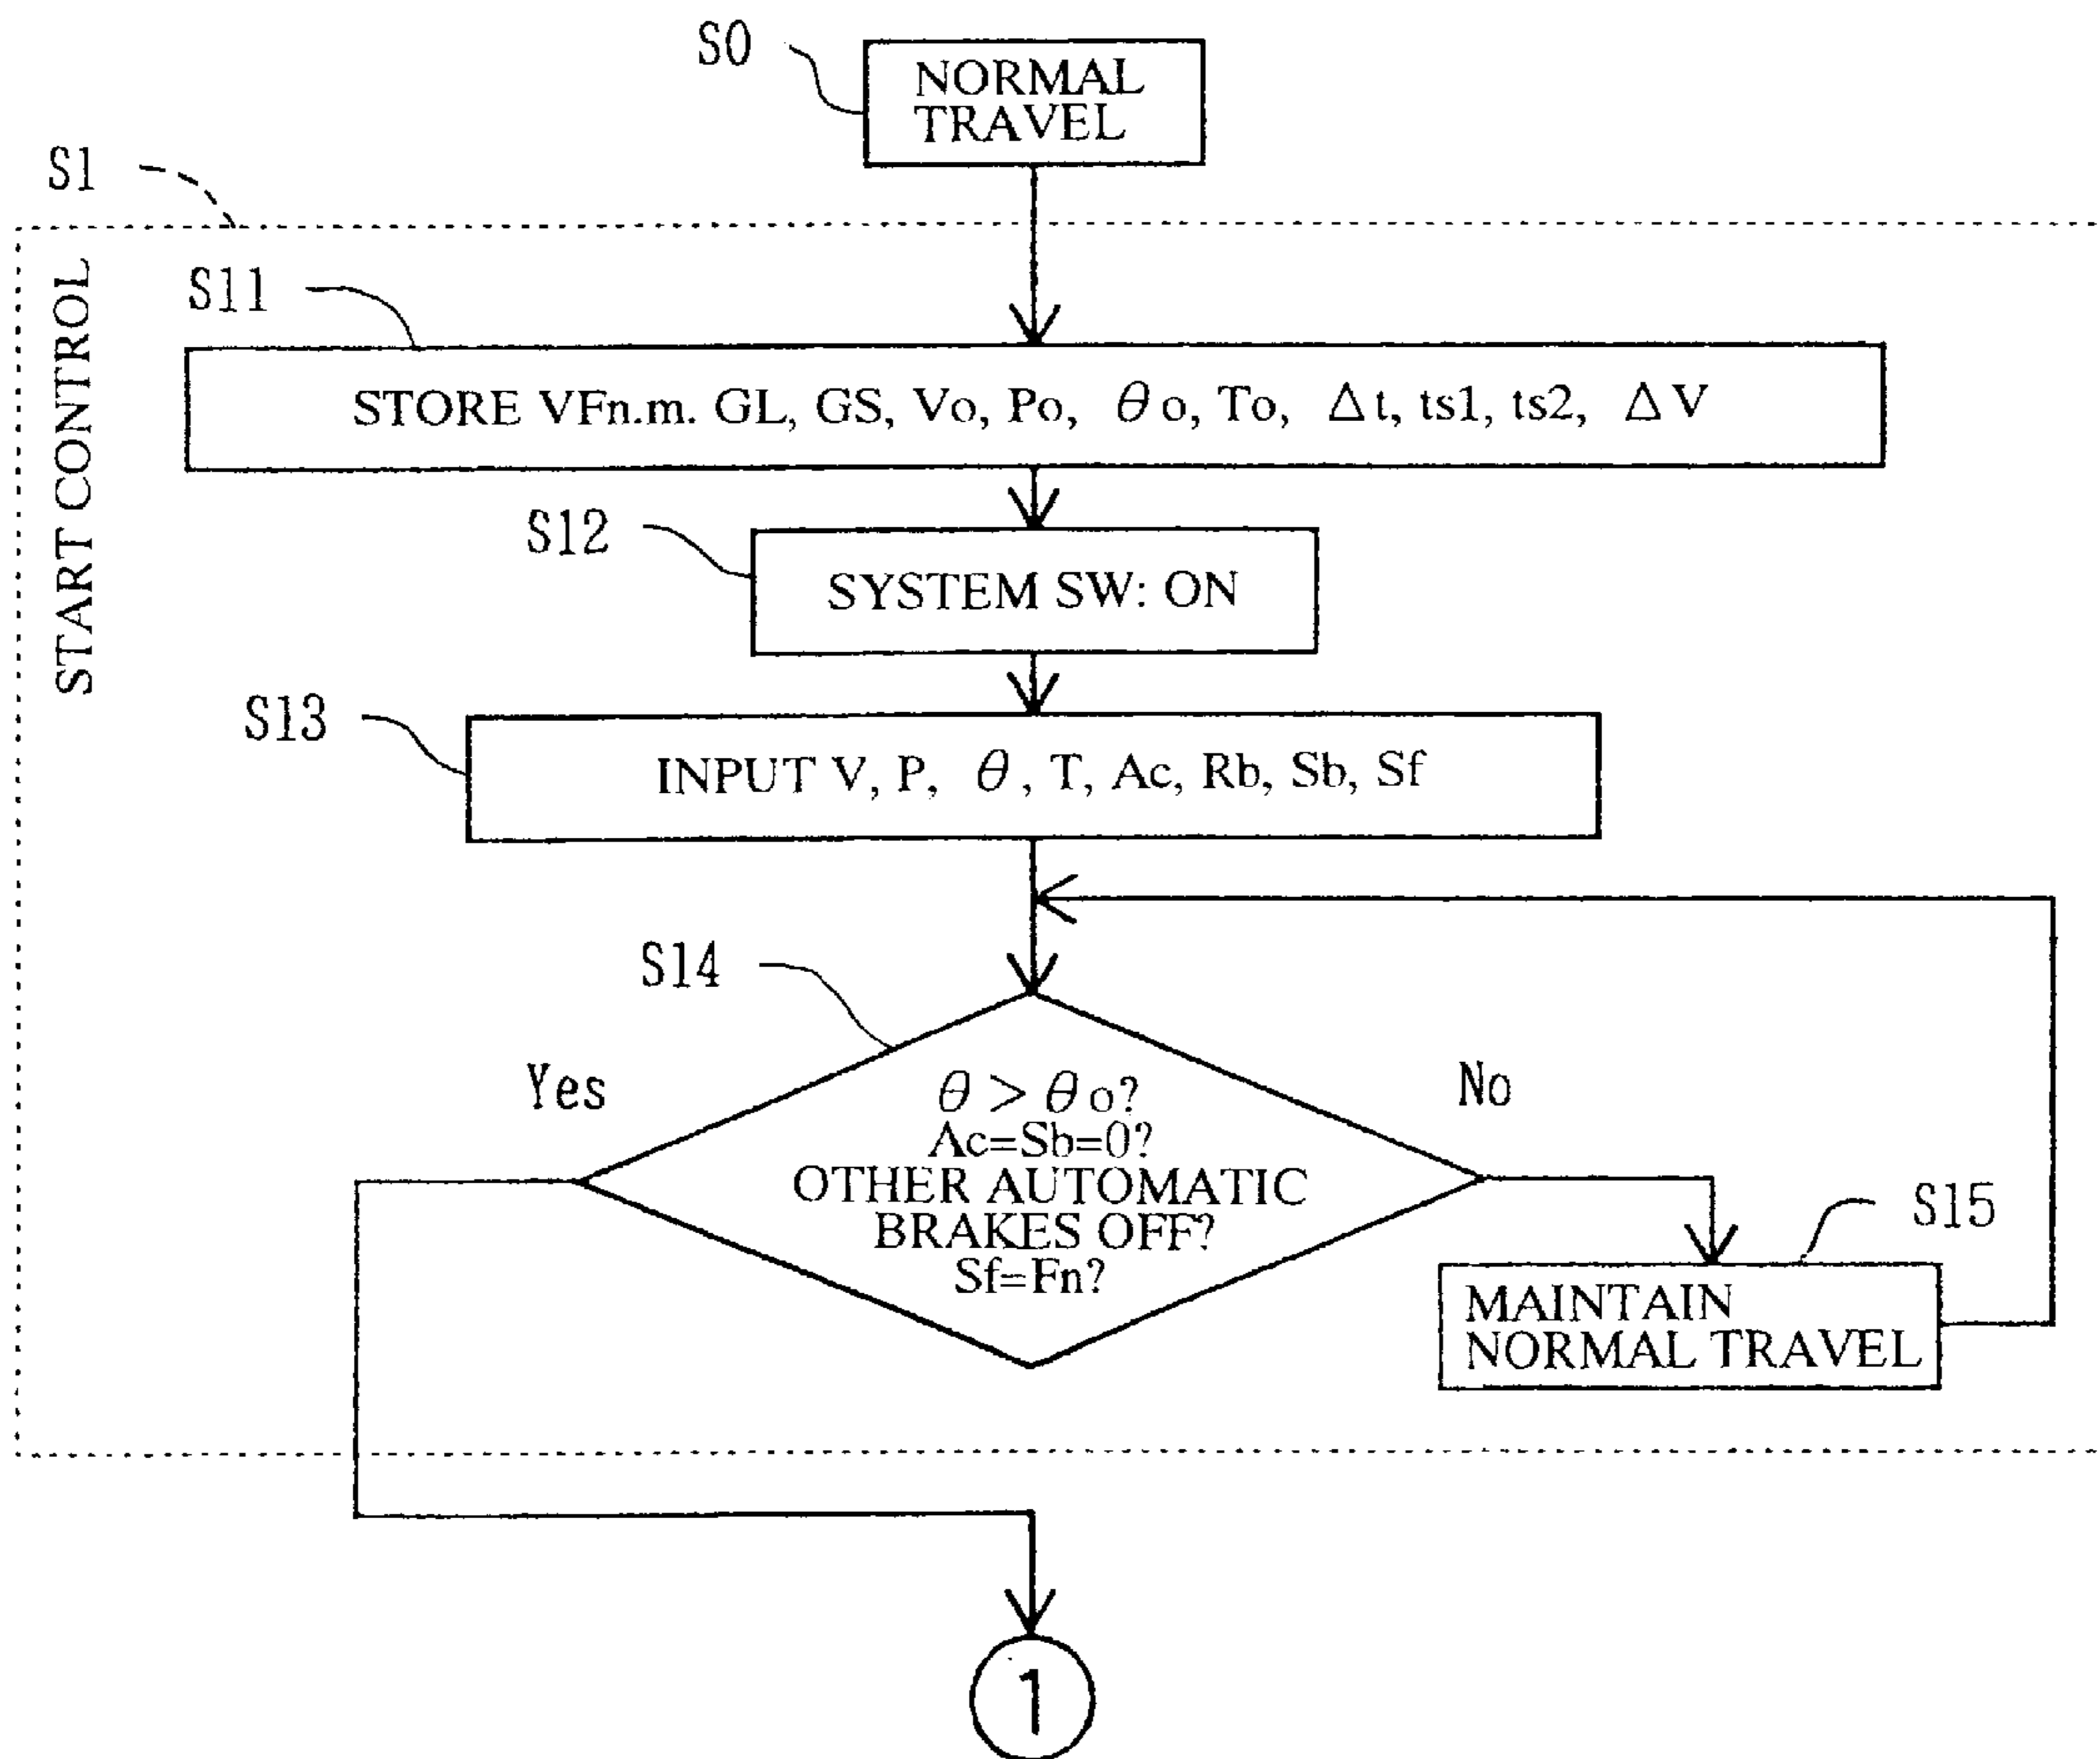 S0
NORMAL
TRAVEL
S1
START CONTROL
S11
STORE VFn.m. GL, GS, Vo, Po, θo, To, Δt, ts1, ts2, ΔV
S12
SYSTEM SW: ON
S13
INPUT V, P, θ, T, Ac, Rb, Sb, Sf
S14
Yes
No
θ > θo?
Ac=Sb=0?
OTHER AUTOMATIC
BRAKES OFF?
Sf=Fn?
S15
MAINTAIN
NORMAL TRAVEL
1